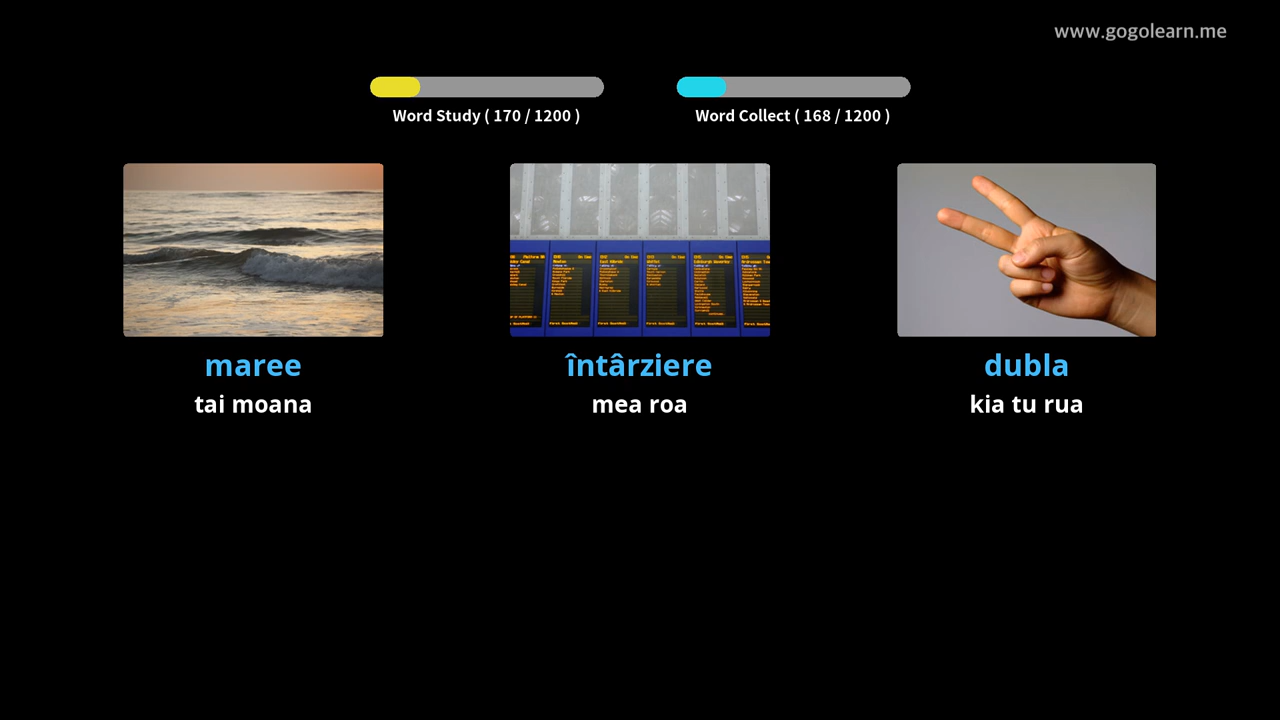 www.gogolearn.me
Word Study ( 170 / 1200 )
Word Collect ( 168 / 1200 )
maree
întârziere
dubla
tai moana
mea roa
kia tu rua